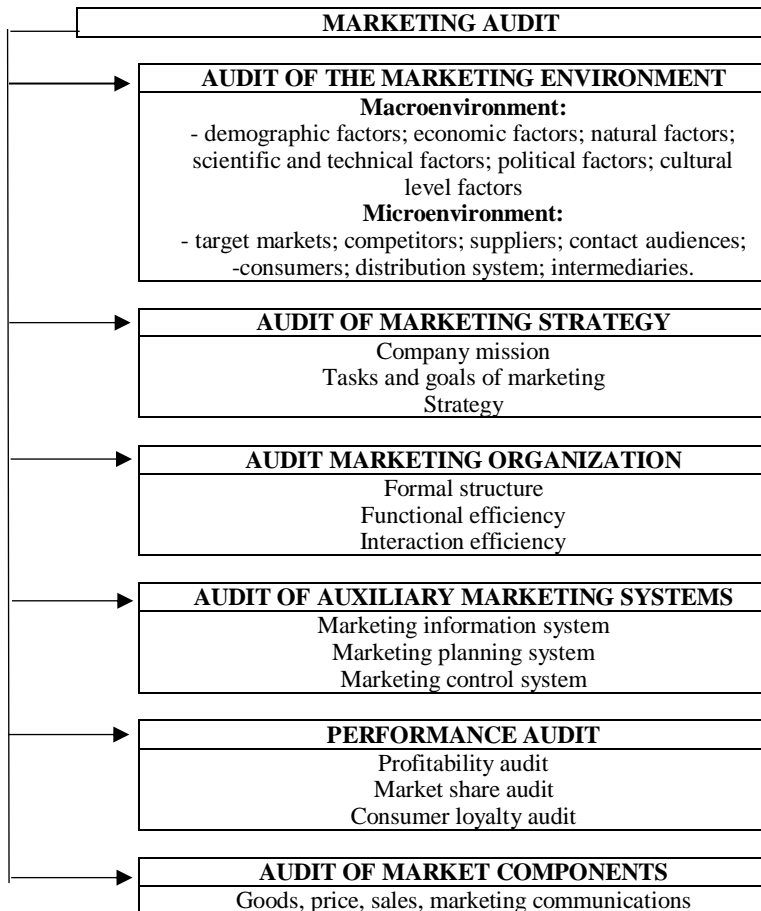 MARKETING AUDIT
AUDIT OF THE MARKETING ENVIRONMENT
Macroenvironment:
- demographic factors; economic factors; natural factors;
scientific and technical factors; political factors; cultural
level factors
Microenvironment:
- target markets; competitors; suppliers; contact audiences;
-consumers; distribution system; intermediaries.
AUDIT OF MARKETING STRATEGY
Company mission
Tasks and goals of marketing
Strategy
AUDIT MARKETING ORGANIZATION
Formal structure
Functional efficiency
Interaction efficiency
AUDIT OF AUXILIARY MARKETING SYSTEMS
Marketing information system
Marketing planning system
Marketing control system
PERFORMANCE AUDIT
Profitability audit
Market share audit
Consumer loyalty audit
AUDIT OF MARKET COMPONENTS
Goods, price, sales, marketing communications